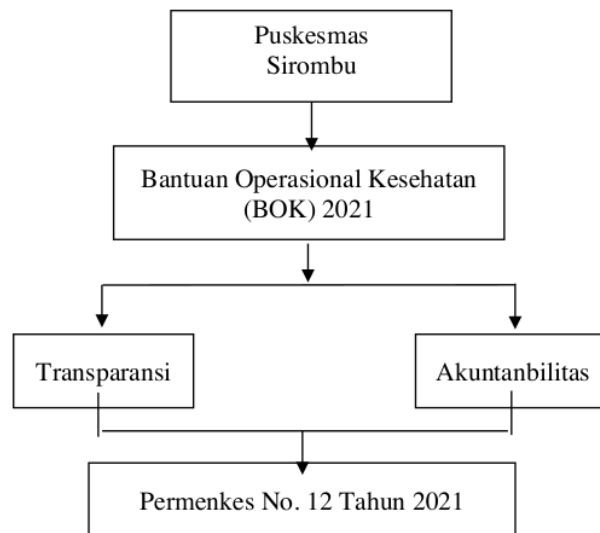 Puskesmas
Sirombu
Bantuan Operasional Kesehatan
(BOK) 2021
Transparansi
Akuntanbilitas
Permenkes No. 12 Tahun 2021